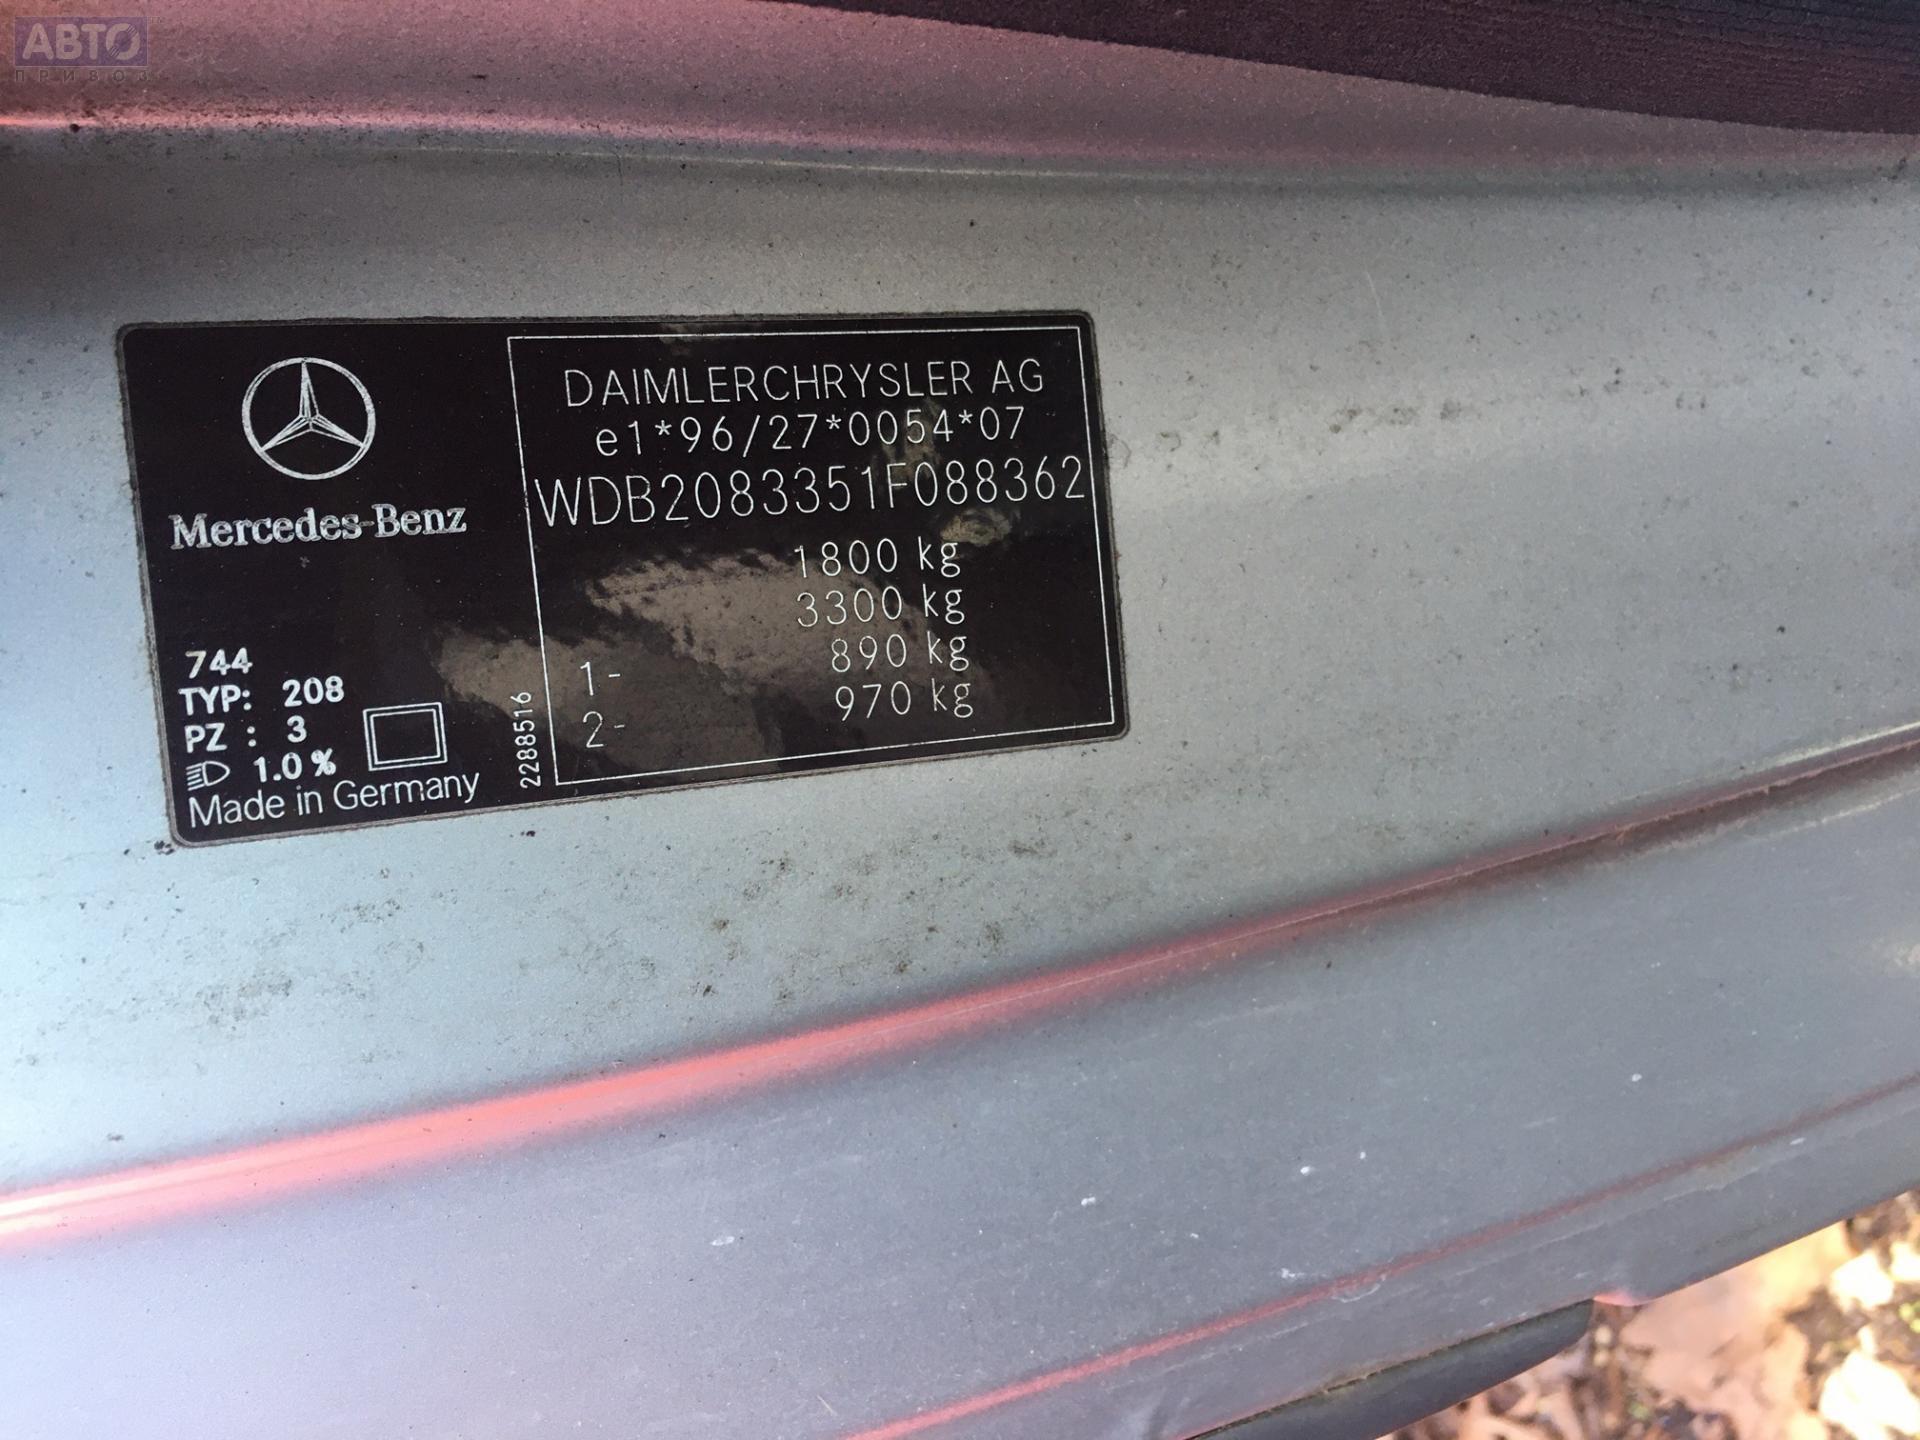 АВТО
ПРИВОЗ
Mercedes-Benz
744
TYP: 208
PZ : 3
1.0 %
Made in Germany
2288516
DAIMLERCHRYSLER AG
e1*96/27*0054*07
WDB2083351F088362
1800 kg
3300 kg
1- 890 kg
2- 970 kg